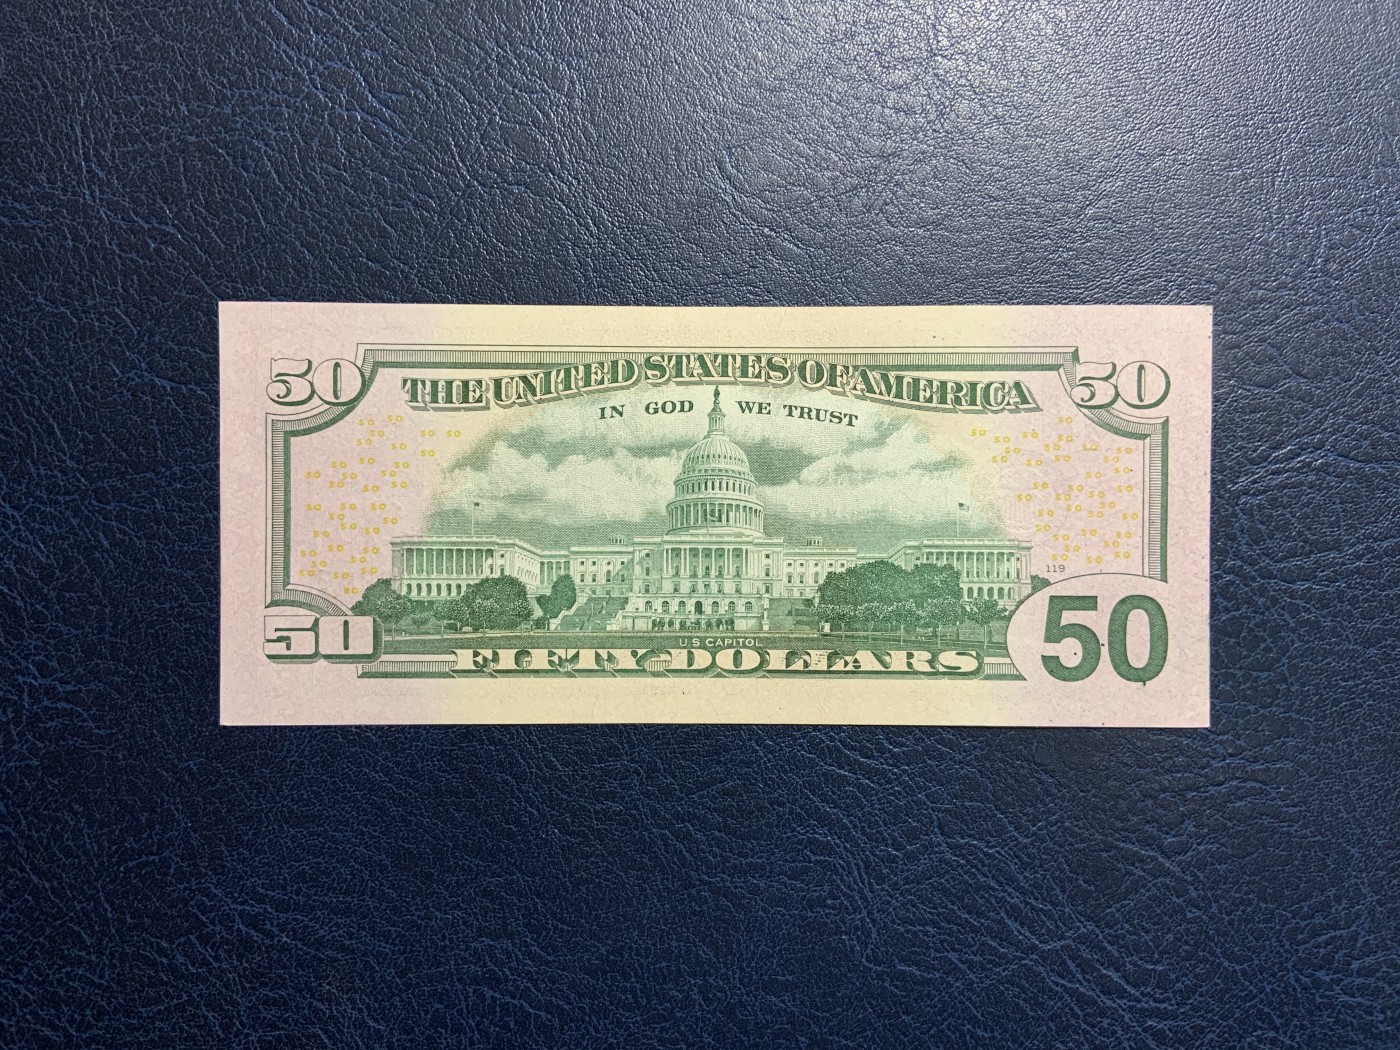 50 THE UNITED STATES OF AMERICA 50
IN GOD WE TRUST
119
50 50
U.S. CAPITOL
FIFTY DOLLARS